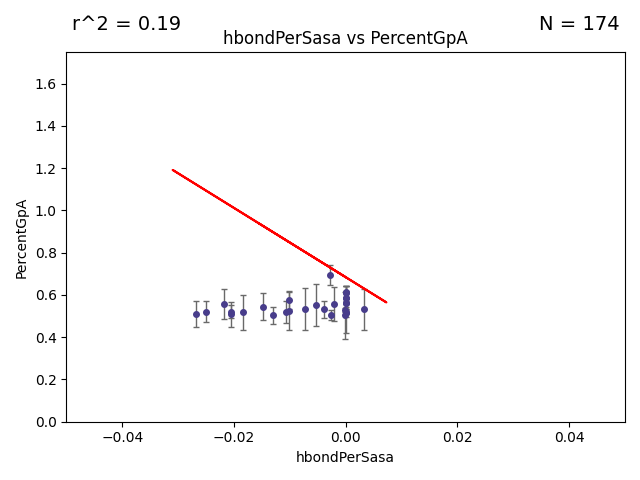 r^2 = 0.19
N = 174
hbondPerSasa vs PercentGpA
1.6
1.4
1.2
1.0
0.8
0.6
0.4
0.2
0.0
PercentGpA
−0.04
−0.02
0.00
0.02
0.04
hbondPerSasa